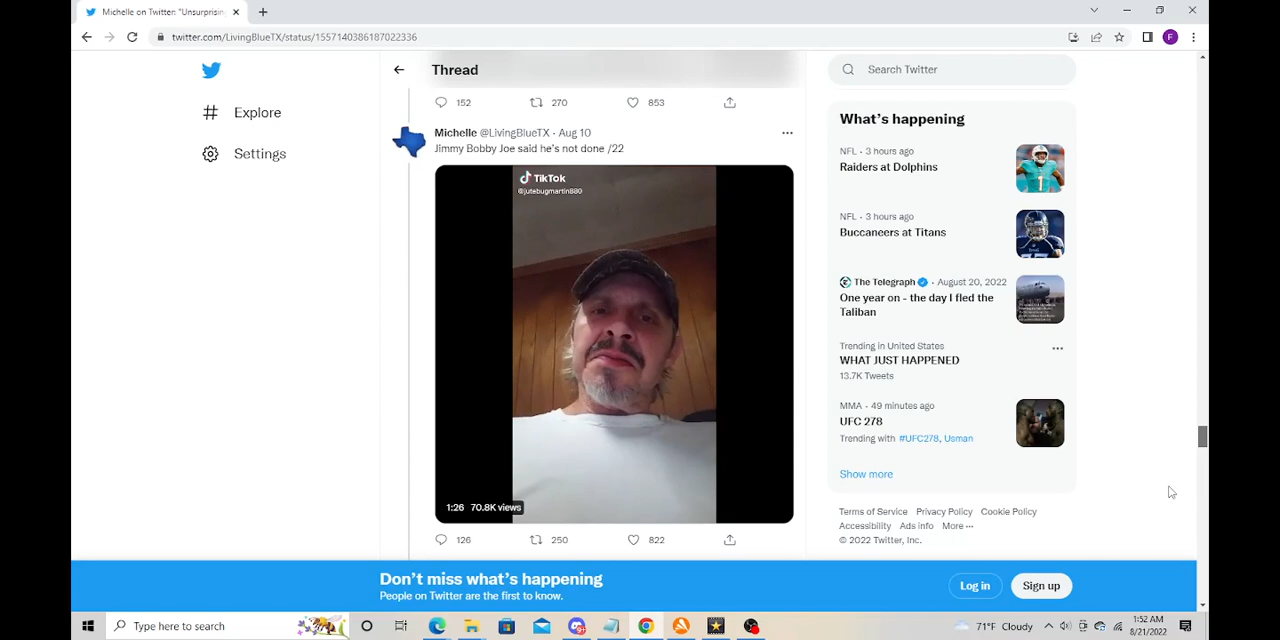 Michelle on Twitter: "Unsurprising
twitter.com/LivingBlueTX/status/1557140386187022336
F
Explore
Settings
Thread
152
270
853
Michelle @LivingBlueTX · Aug 10
Jimmy Bobby Joe said he's not done /22
TikTok
@jutebugmartin880
1:26 70.8K views
126
250
822
Search Twitter
What's happening
NFL · 3 hours ago
Raiders at Dolphins
NFL · 3 hours ago
Buccaneers at Titans
The Telegraph · August 20, 2022
One year on - the day I fled the
Taliban
Trending in United States
WHAT JUST HAPPENED
13.7K Tweets
MMA · 49 minutes ago
UFC 278
Trending with #UFC278, Usman
Show more
Terms of Service Privacy Policy Cookie Policy
Accessibility Ads info More ···
© 2022 Twitter, Inc.
Don't miss what's happening
People on Twitter are the first to know.
Log in
Sign up
Type here to search
71°F Cloudy
1:52 AM
8/21/2022